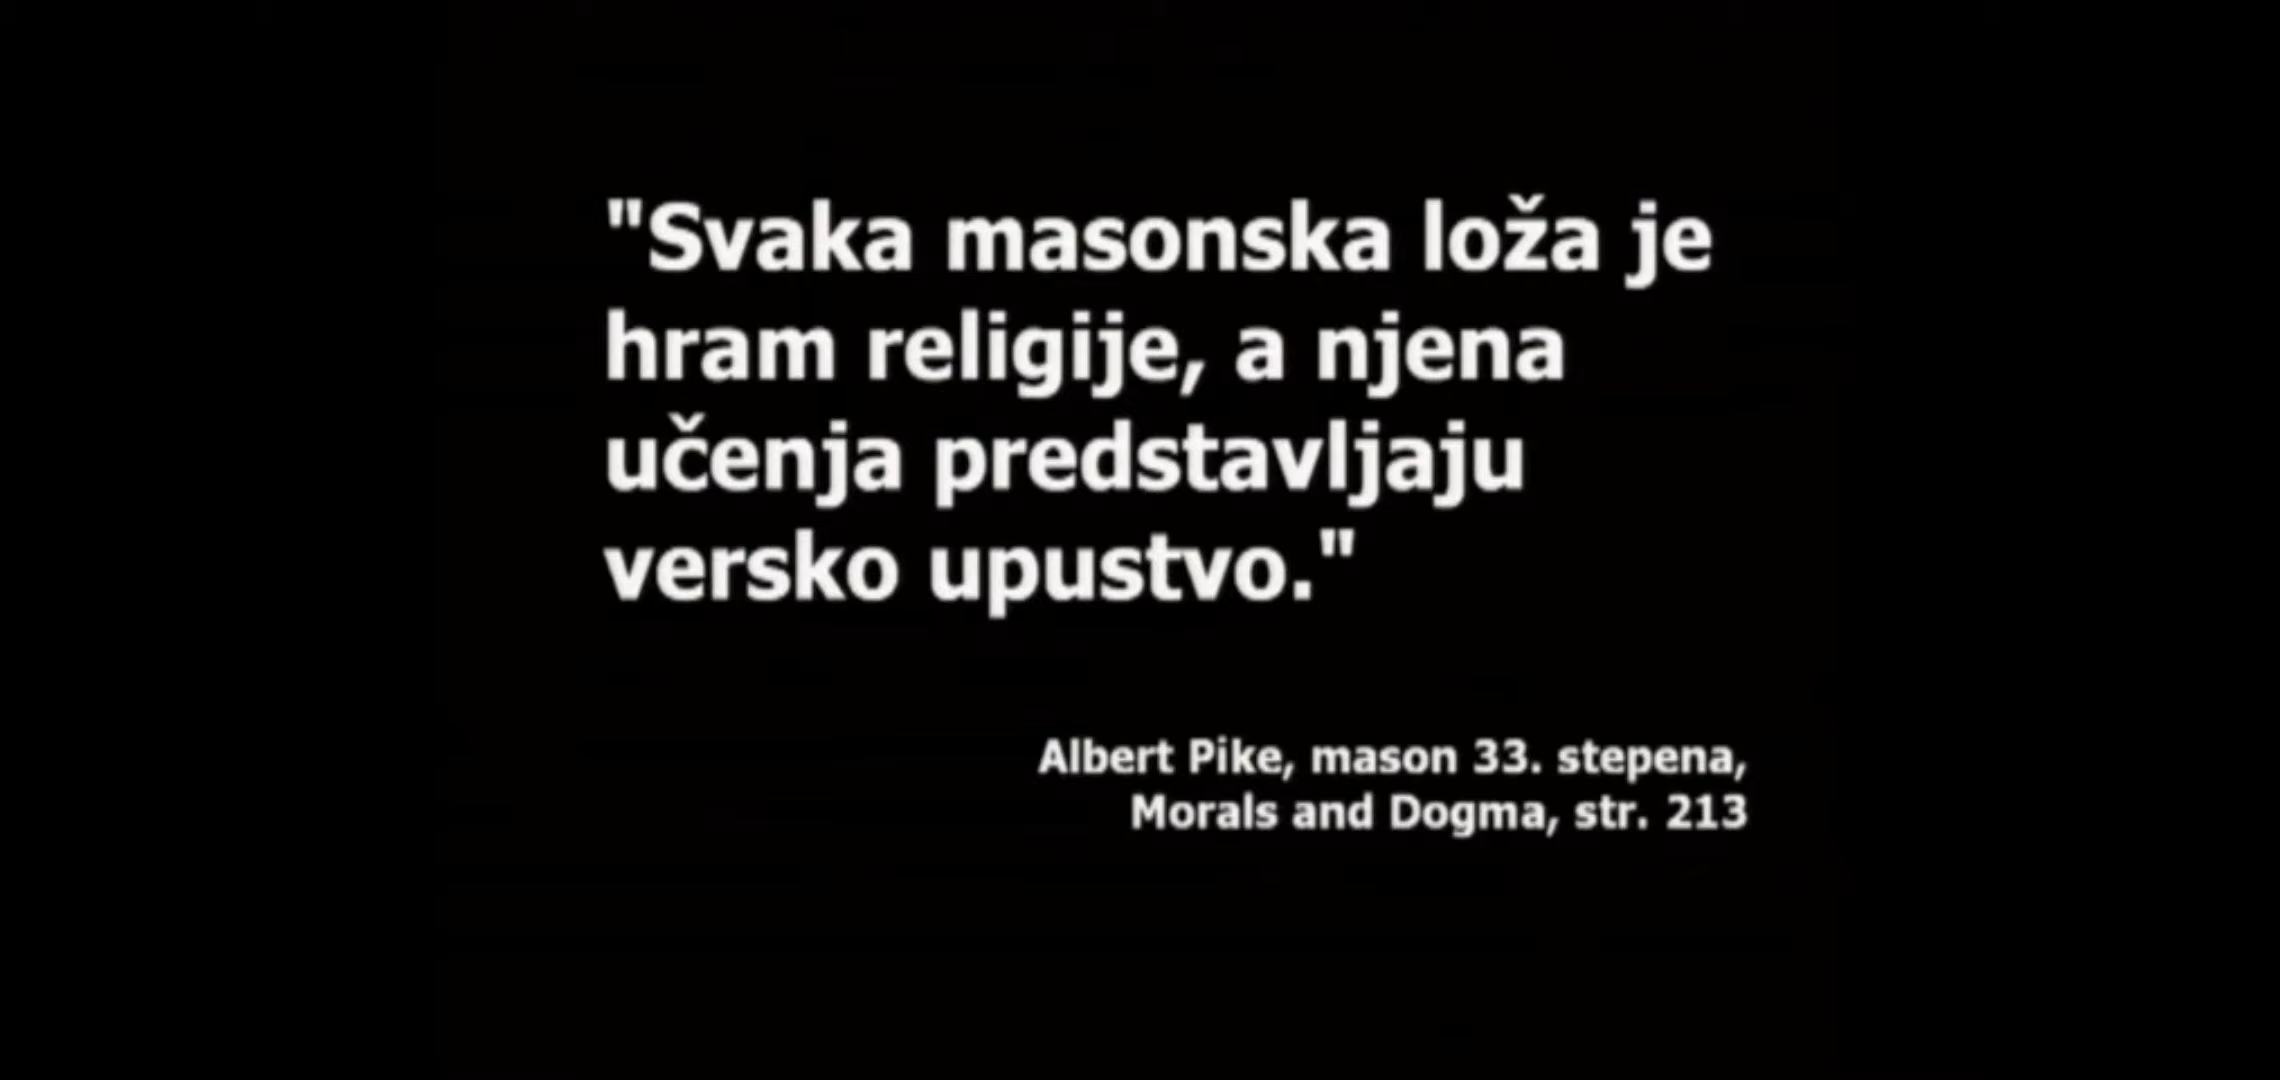 "Svaka masonska loža je
hram religije, a njena
učenja predstavljaju
versko upustvo."
Albert Pike, mason 33. stepena,
Morals and Dogma, str. 213